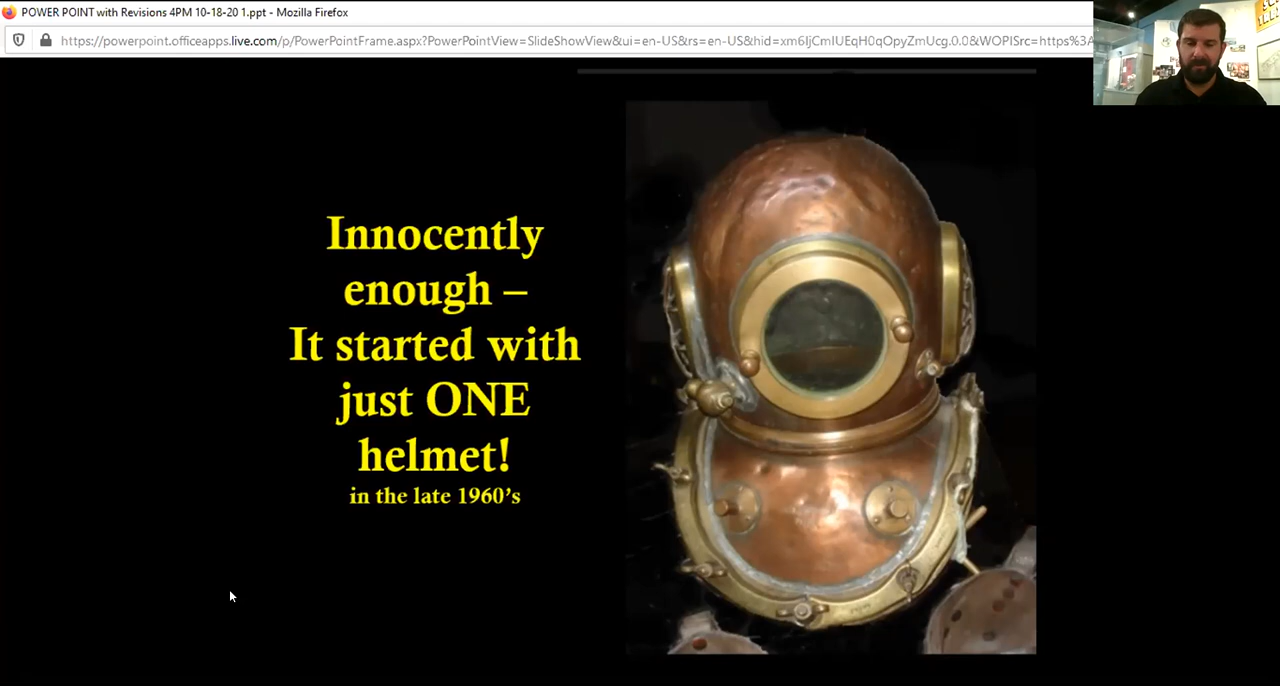 POWER POINT with Revisions 4PM 10-18-20 1.ppt - Mozilla Firefox
https://powerpoint.officeapps.live.com/p/PowerPointFrame.aspx?PowerPointView=SlideShowView&ui=en-US&rs=en-US&hid=xm6IjCmIUEqH0qOpyZmUcg.0.0&WOPISrc=https%3A
Innocently
enough –
It started with
just ONE
helmet!
in the late 1960's